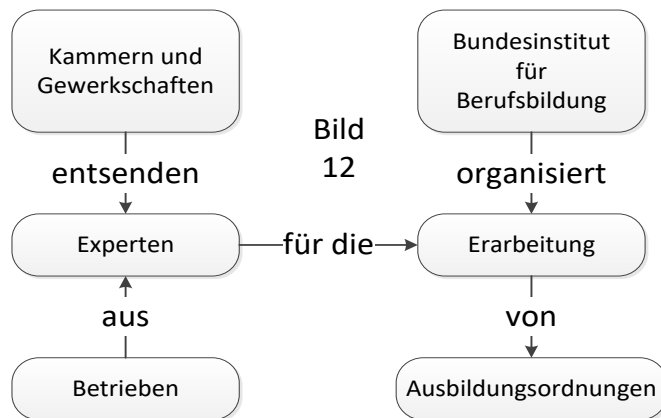 Kammern und
Gewerkschaften
Bundesinstitut
für
Berufsbildung
Bild
12
entsenden
organisiert
Experten
für die
Erarbeitung
aus
von
Betrieben
Ausbildungsordnungen